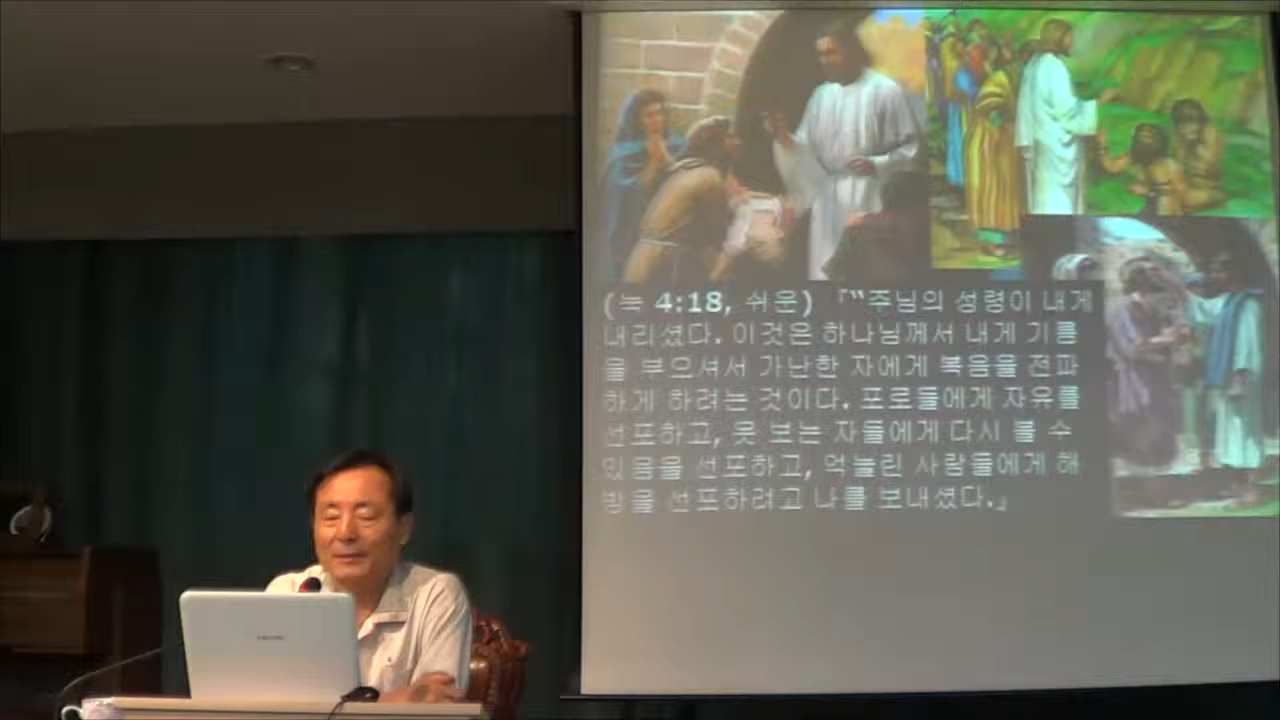 (눅 4:18, 쉬운) 『“주님의 성령이 내게
내리셨다. 이것은 하나님께서 내게 기름
을 부으셔서 가난한 자에게 복음을 전파
하게 하려는 것이다. 포로들에게 자유를
선포하고, 못 보는 자들에게 다시 볼 수
있음을 선포하고, 억눌린 사람들에게 해
방을 선포하려고 나를 보내셨다.』